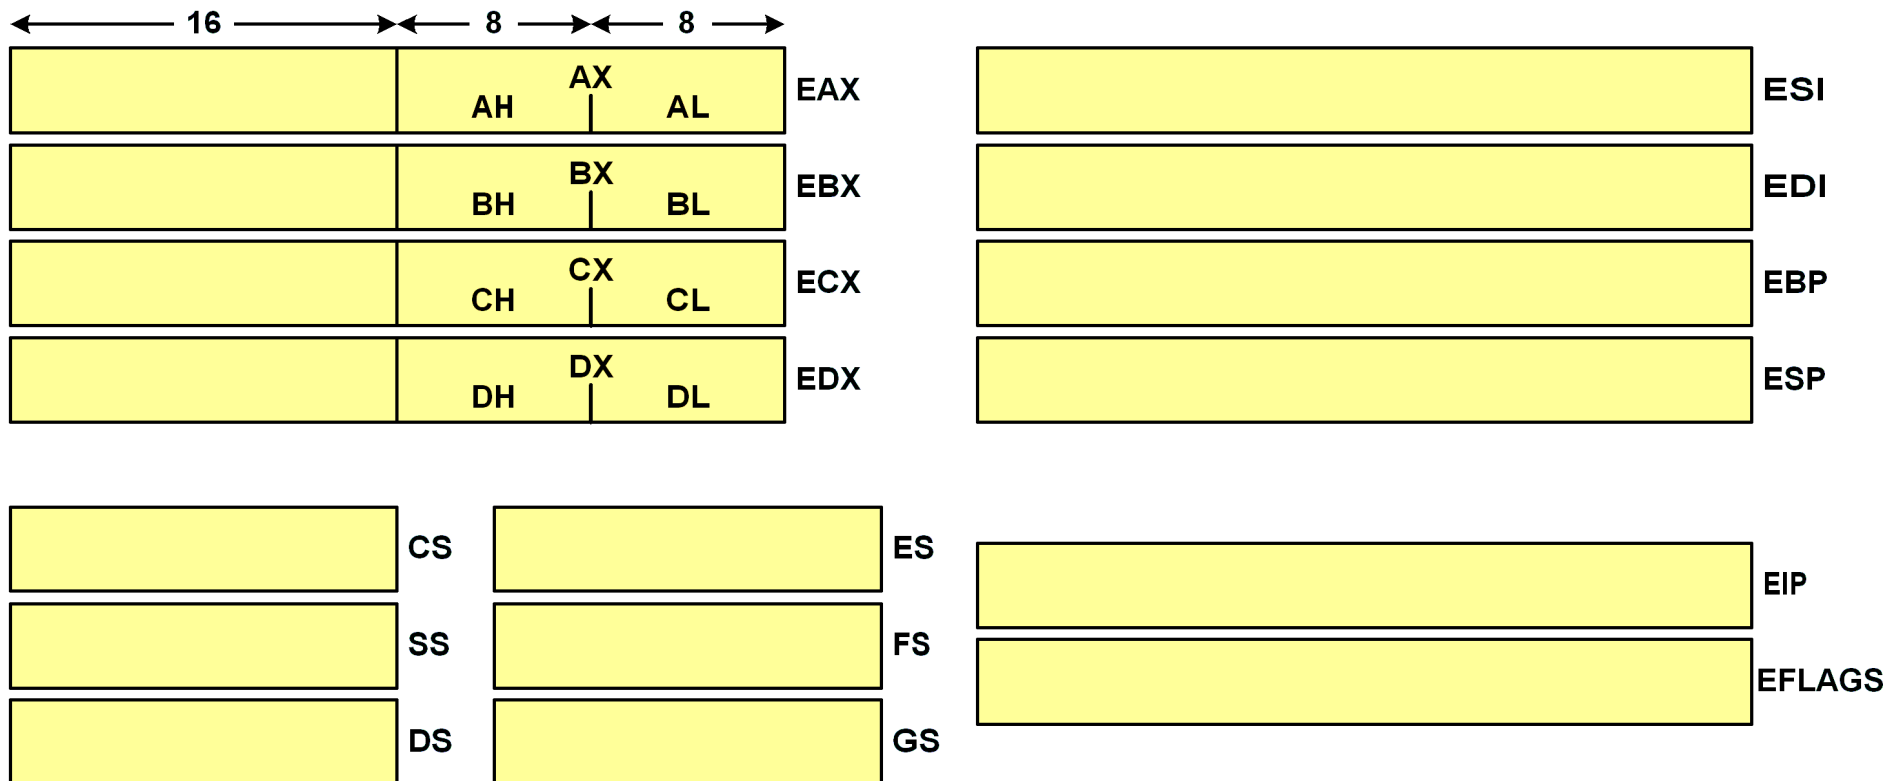 16 8 8
AX
AH AL EAX
BX
BH BL EBX
CX
CH CL ECX
DX
DH DL EDX
ESI
EDI
EBP
ESP
CS
SS
DS
ES
FS
GS
EIP
EFLAGS